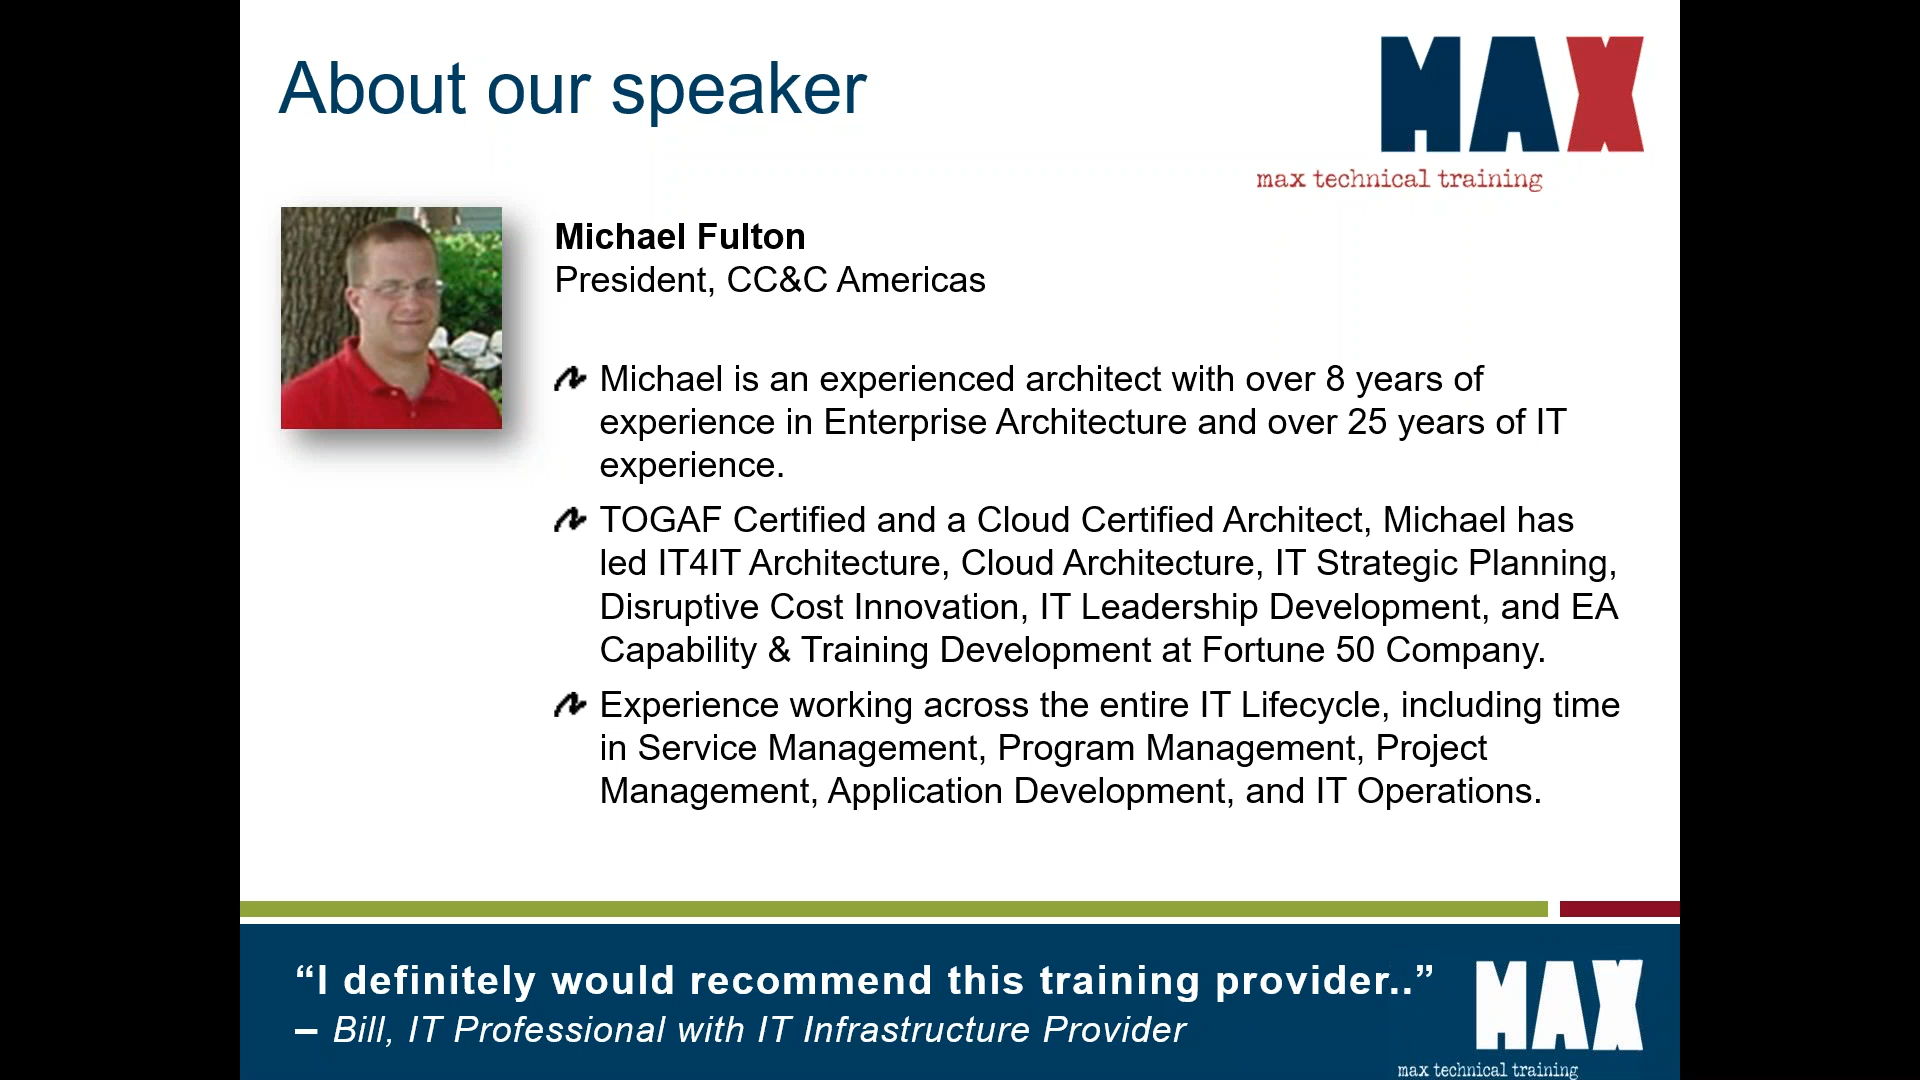 About our speaker
MAX
max technical training
Michael Fulton
President, CC&C Americas
Michael is an experienced architect with over 8 years of
experience in Enterprise Architecture and over 25 years of IT
experience.
TOGAF Certified and a Cloud Certified Architect, Michael has
led IT4IT Architecture, Cloud Architecture, IT Strategic Planning,
Disruptive Cost Innovation, IT Leadership Development, and EA
Capability & Training Development at Fortune 50 Company.
Experience working across the entire IT Lifecycle, including time
in Service Management, Program Management, Project
Management, Application Development, and IT Operations.
“I definitely would recommend this training provider..”
– Bill, IT Professional with IT Infrastructure Provider
MAX
max technical training